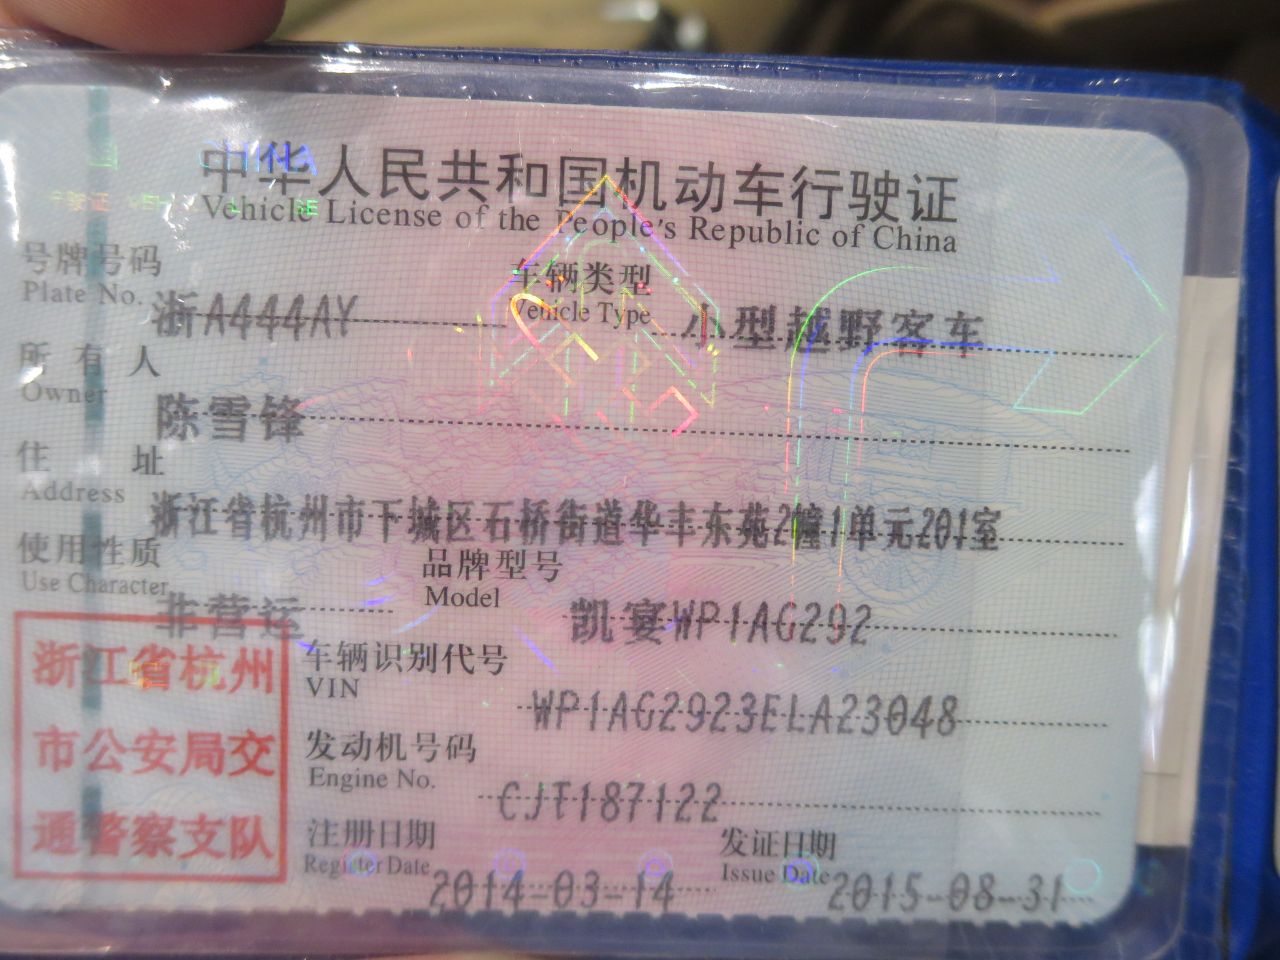 中华人民共和国机动车行驶证
Vehicle License of the People's Republic of China
号牌号码 浙A444AY 车辆类型 小型越野客车
Plate No. Vehicle Type
所有人 陈雪锋
Owner
住址 浙江省杭州市下城区石桥街道华丰东苑2幢1单元201室
Address
使用性质 非营运 品牌型号 凯宴WP1AG292
Use Character Model
车辆识别代号 WP1AG2923ELA23048
VIN
发动机号码 CJT187122
Engine No.
注册日期 2014-03-14 发证日期 2015-08-31
Register Date Issue Date
浙江省杭州
市公安局交
通警察支队